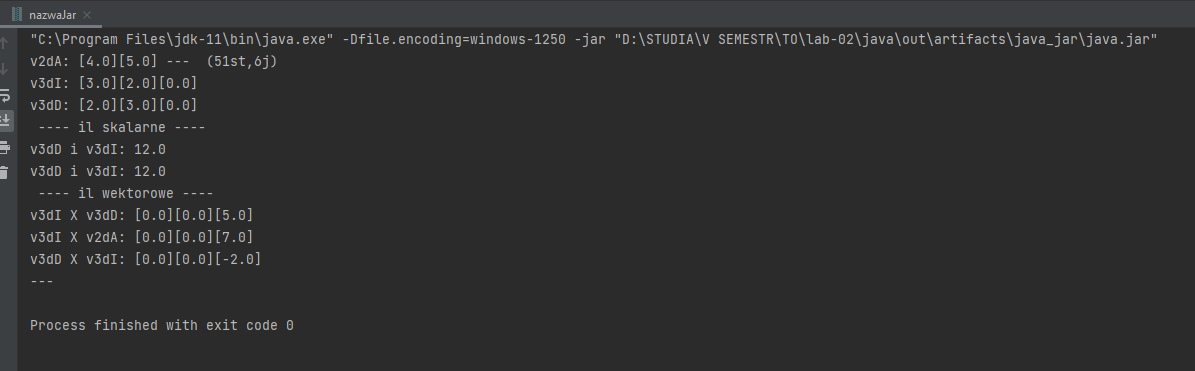 nazwaJar
"C:\Program Files\jdk-11\bin\java.exe" -Dfile.encoding=windows-1250 -jar "D:\STUDIA\V SEMESTR\TO\lab-02\java\out\artifacts\java_jar\java.jar"
v2dA: [4.0][5.0] ---  (51st,6j)
v3dI: [3.0][2.0][0.0]
v3dD: [2.0][3.0][0.0]
 ---- il skalarne ----
v3dD i v3dI: 12.0
v3dD i v3dI: 12.0
 ---- il wektorowe ----
v3dI X v3dD: [0.0][0.0][5.0]
v3dI X v2dA: [0.0][0.0][7.0]
v3dD X v3dI: [0.0][0.0][-2.0]
---
Process finished with exit code 0